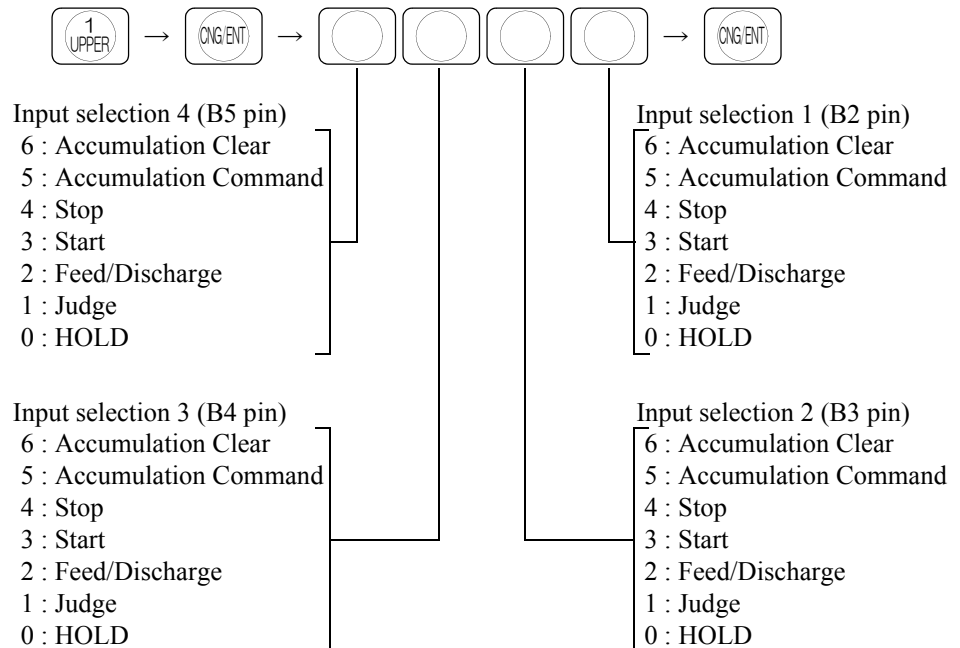 1
UPPER → CNG/ENT → → CNG/ENT
Input selection 4 (B5 pin)
6 : Accumulation Clear
5 : Accumulation Command
4 : Stop
3 : Start
2 : Feed/Discharge
1 : Judge
0 : HOLD
Input selection 1 (B2 pin)
6 : Accumulation Clear
5 : Accumulation Command
4 : Stop
3 : Start
2 : Feed/Discharge
1 : Judge
0 : HOLD
Input selection 3 (B4 pin)
6 : Accumulation Clear
5 : Accumulation Command
4 : Stop
3 : Start
2 : Feed/Discharge
1 : Judge
0 : HOLD
Input selection 2 (B3 pin)
6 : Accumulation Clear
5 : Accumulation Command
4 : Stop
3 : Start
2 : Feed/Discharge
1 : Judge
0 : HOLD